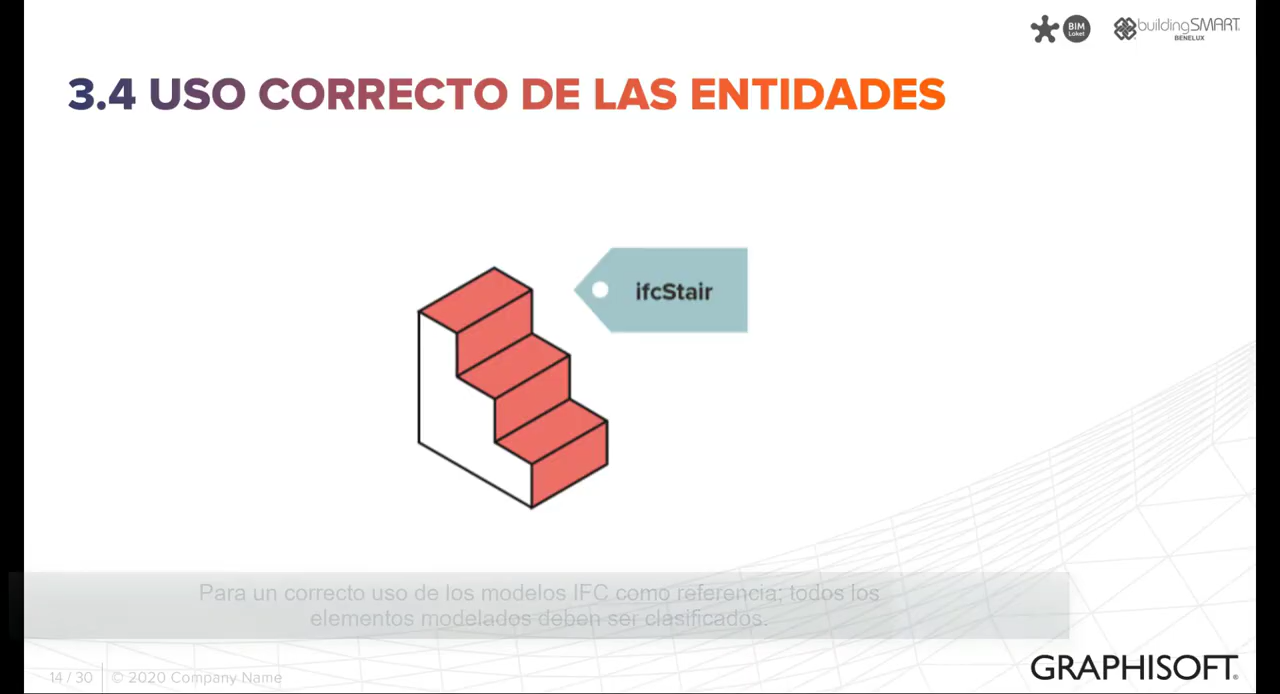 BIM
Loket
buildingSMART
BENELUX
3.4 USO CORRECTO DE LAS ENTIDADES
ifcStair
Para un correcto uso de los modelos IFC como referencia; todos los
elementos modelados deben ser clasificados.
14 / 30
© 2020 Company Name
GRAPHISOFT